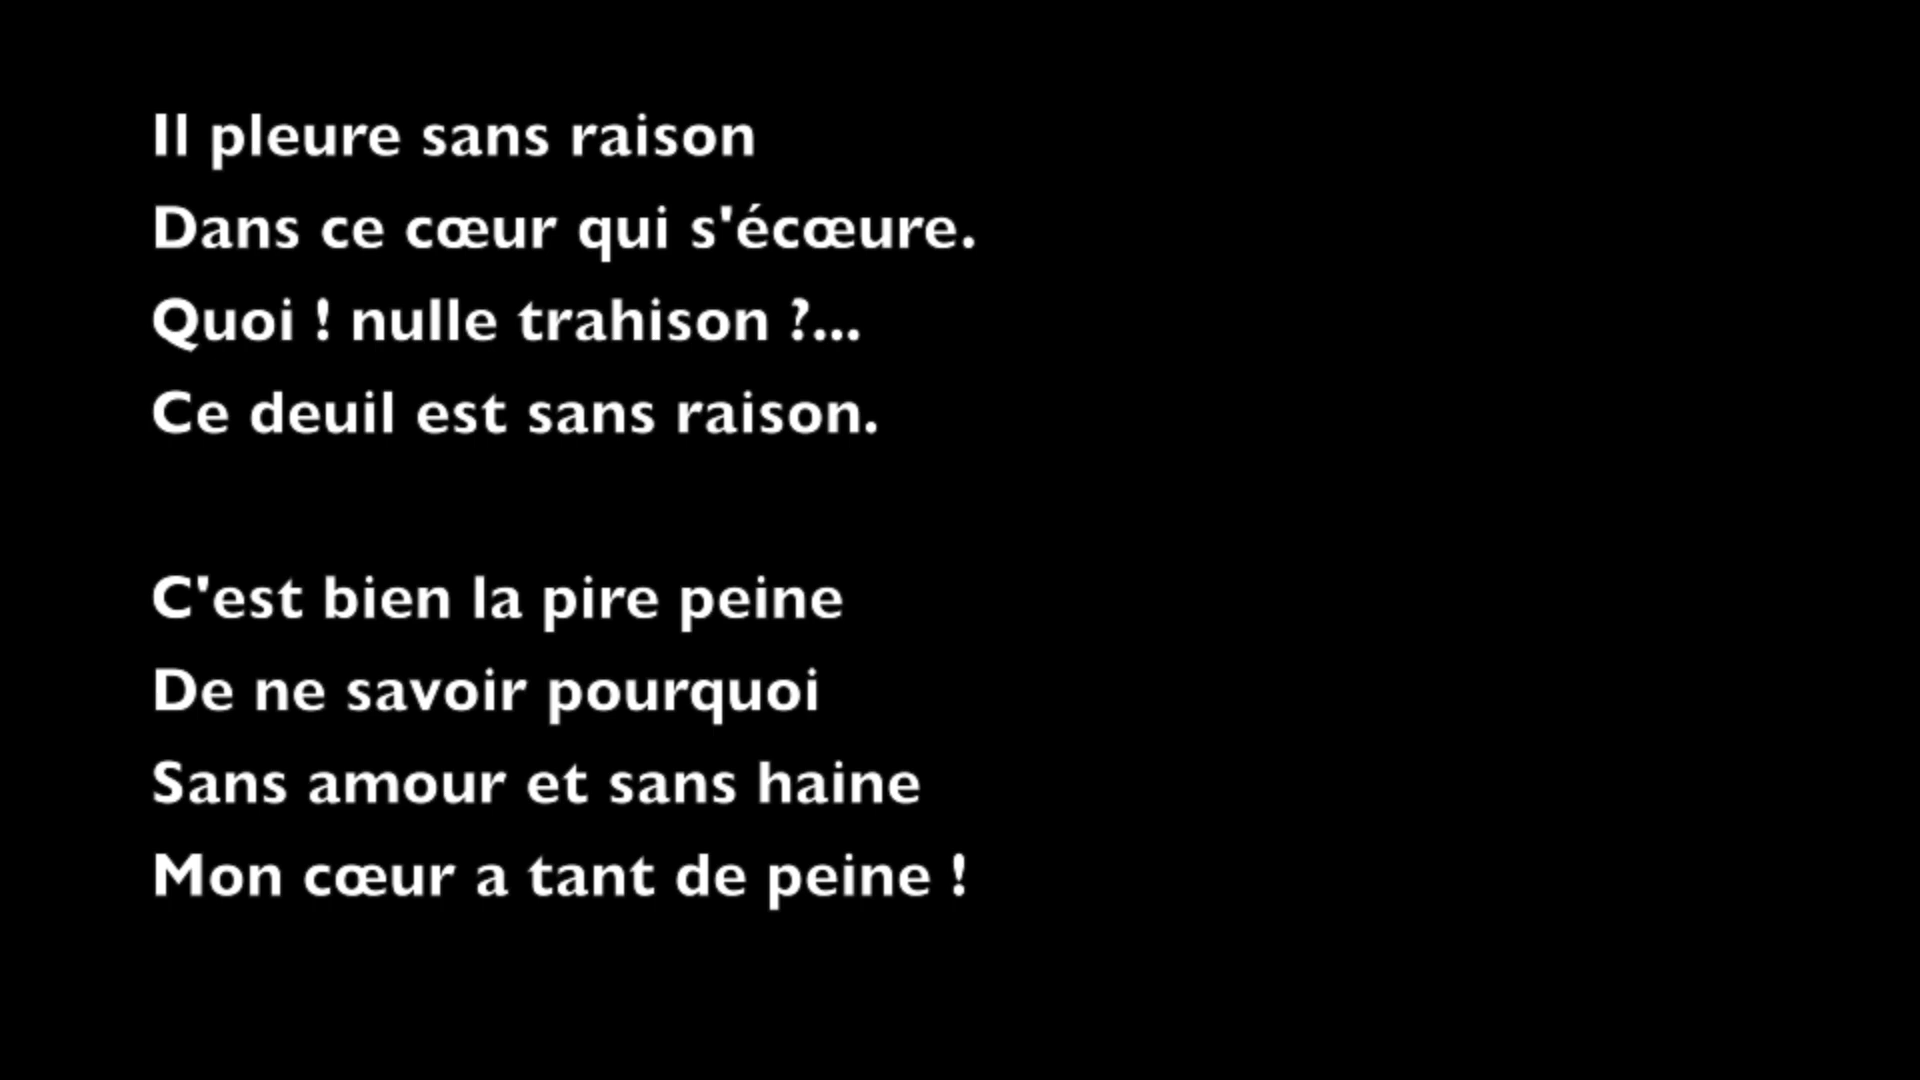 Il pleure sans raison
Dans ce cœur qui s'écœure.
Quoi ! nulle trahison ?...
Ce deuil est sans raison.
C'est bien la pire peine
De ne savoir pourquoi
Sans amour et sans haine
Mon cœur a tant de peine !